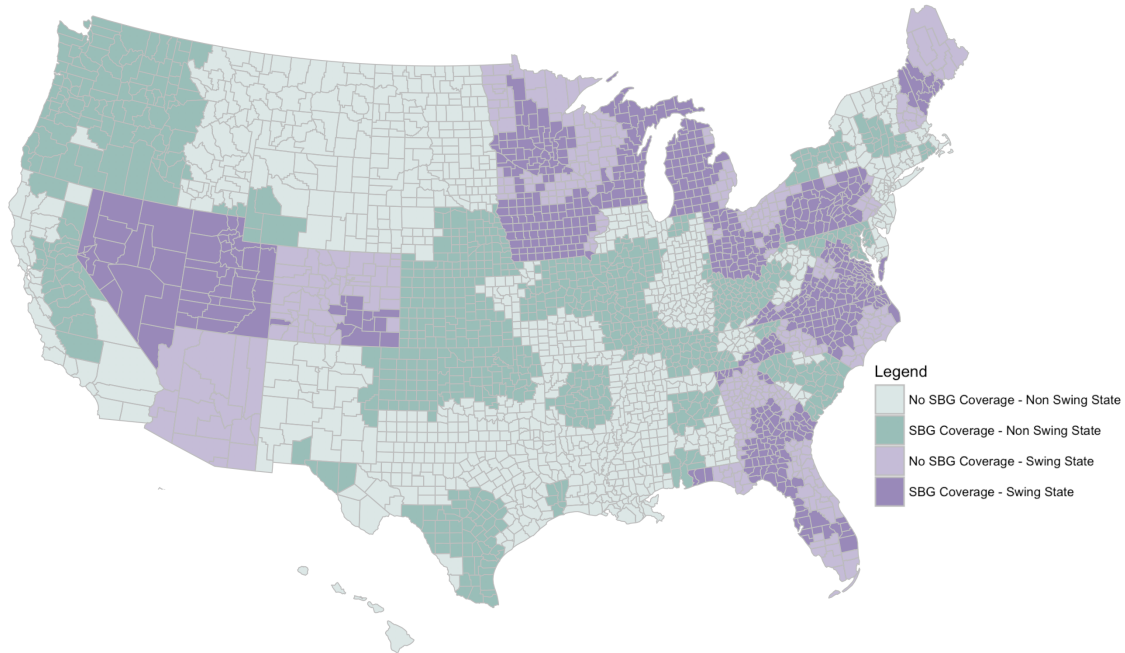 Legend
No SBG Coverage - Non Swing State
SBG Coverage - Non Swing State
No SBG Coverage - Swing State
SBG Coverage - Swing State